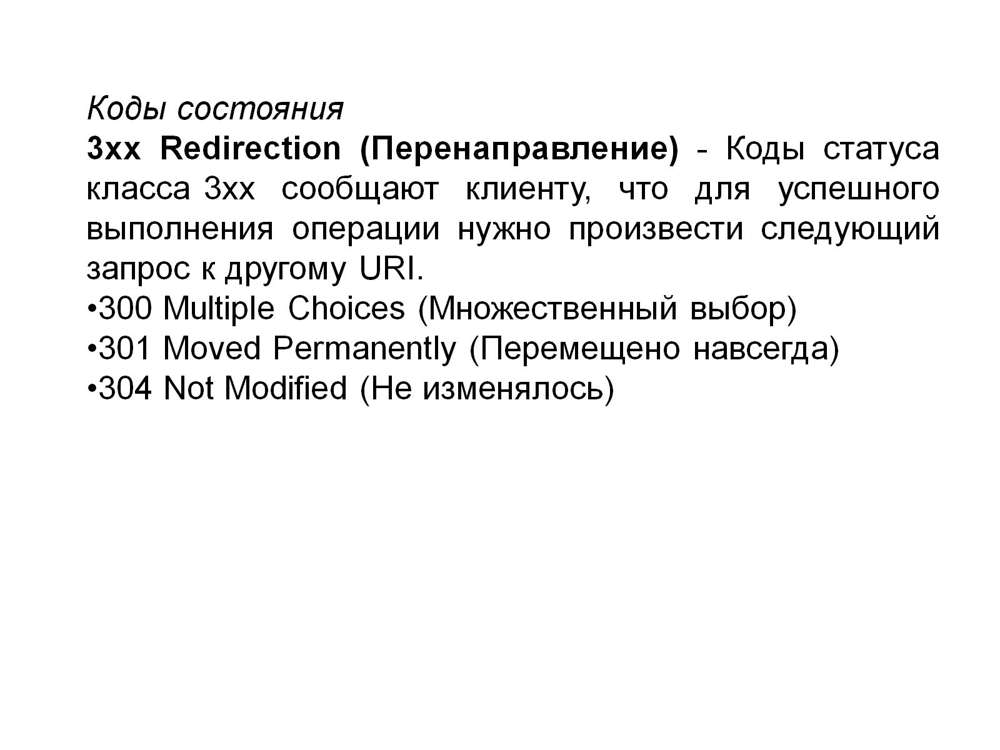 Коды состояния
3xx Redirection (Перенаправление) - Коды статуса
класса 3xx сообщают клиенту, что для успешного
выполнения операции нужно произвести следующий
запрос к другому URI.
•300 Multiple Choices (Множественный выбор)
•301 Moved Permanently (Перемещено навсегда)
•304 Not Modified (Не изменялось)